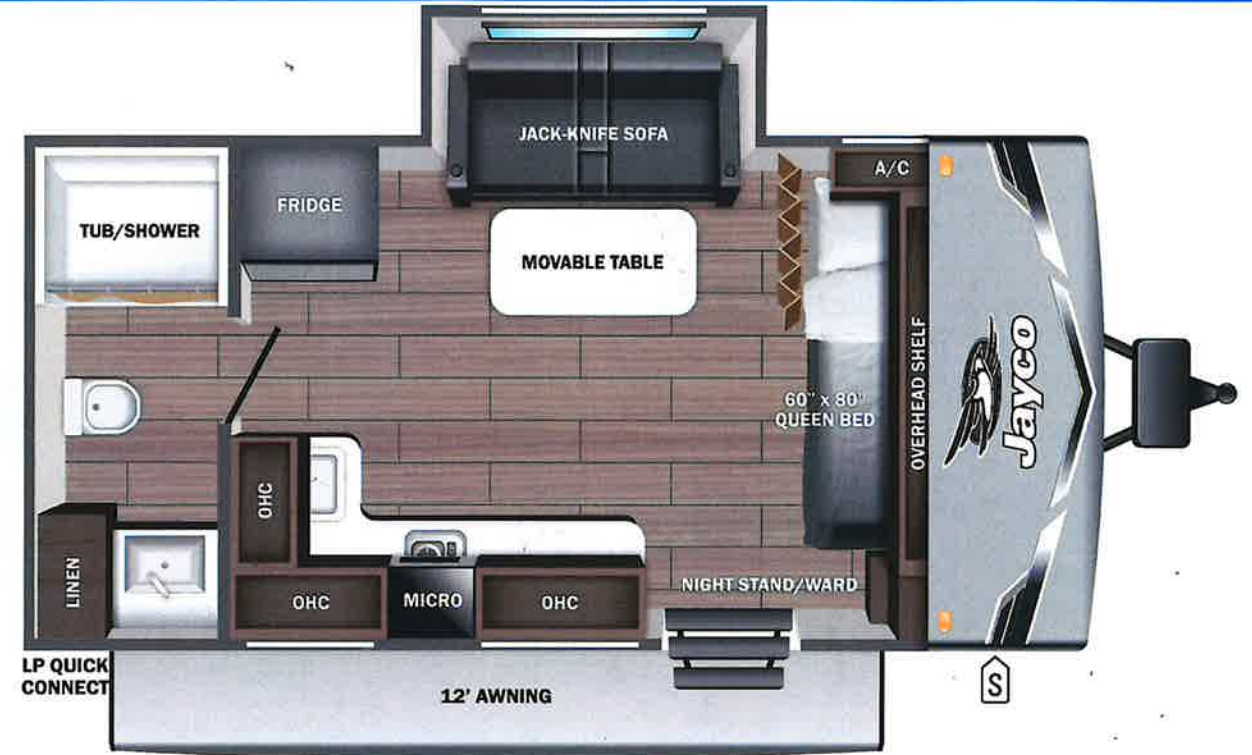 JACK-KNIFE SOFA
A/C
FRIDGE
TUB/SHOWER
MOVABLE TABLE
OVERHEAD SHELF
Jayco
60" x 80"
QUEEN BED
OHC
LINEN
OHC
MICRO
OHC
NIGHT STAND/WARD
LP QUICK
CONNECT
12' AWNING
S